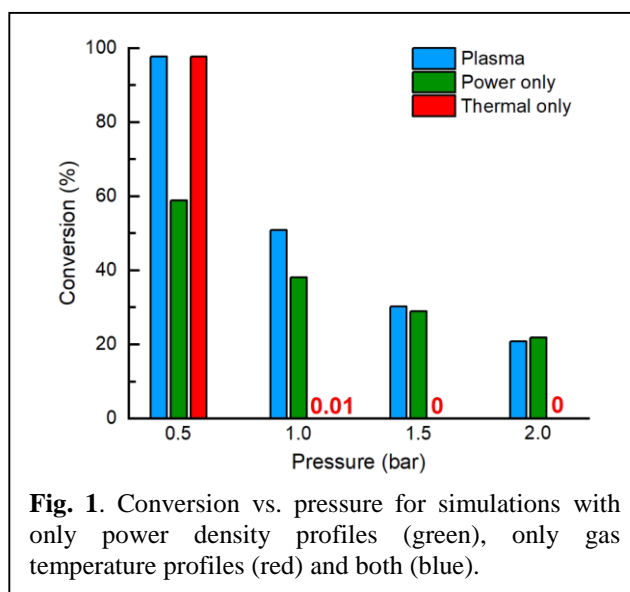 100
80
60
40
20
0
Conversion (%)
Plasma
Power only
Thermal only
0.01
0
0
0.5
1.0
1.5
2.0
Pressure (bar)
Fig. 1. Conversion vs. pressure for simulations with
only power density profiles (green), only gas
temperature profiles (red) and both (blue).